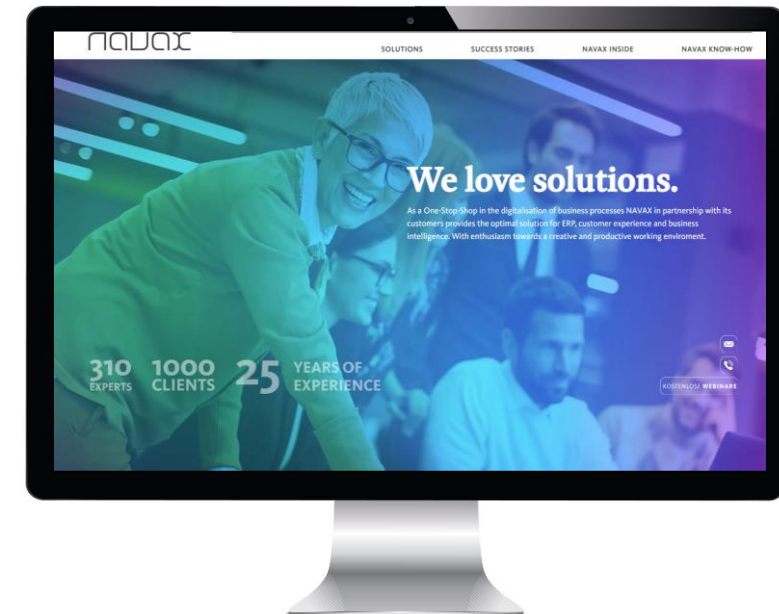 navax
SOLUTIONS SUCCESS STORIES NAVAX INSIDE NAVAX KNOW-HOW
We love solutions.
As a One-Stop-Shop in the digitalisation of business processes NAVAX in partnership with its
customers provides the optimal solution for ERP, customer experience and business
intelligence. With enthusiasm towards a creative and productive working enviroment.
310 EXPERTS
1000 CLIENTS
25 YEARS OF EXPERIENCE
KOSTENLOSE WEBINARE